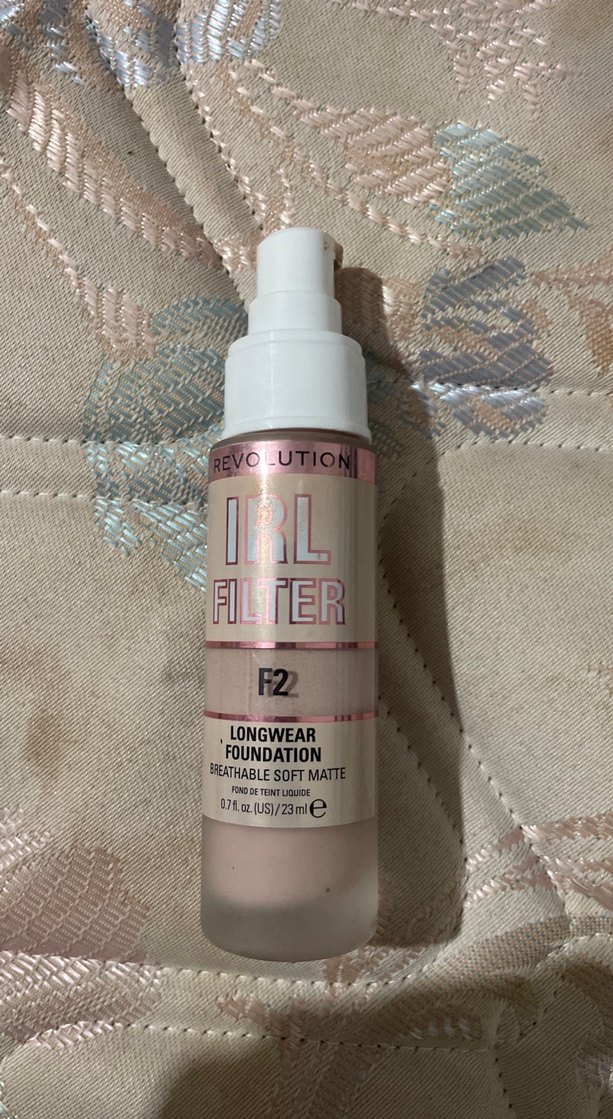 REVOLUTION
IRL
FILTER
F2
LONGWEAR
FOUNDATION
BREATHABLE SOFT MATTE
FOND DE TEINT LIQUIDE
0.7 fl. oz. (US) / 23 ml e